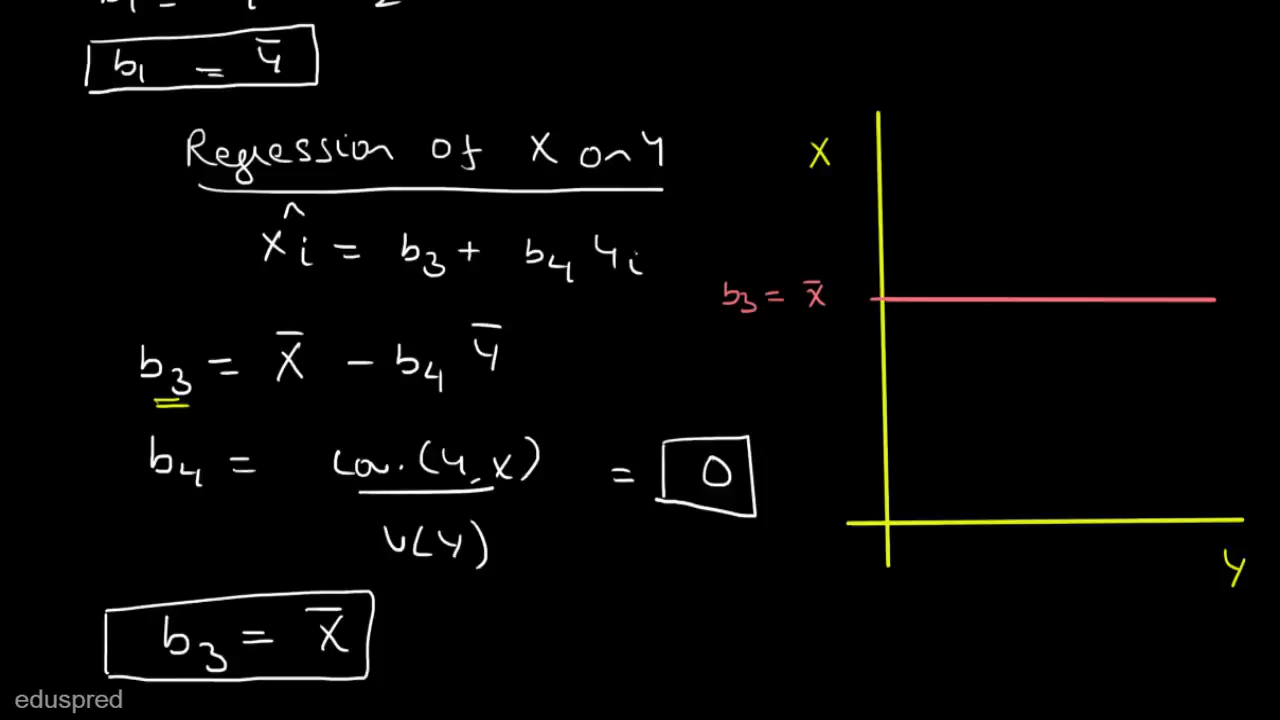 b₁ = ȳ
Regression of X on Y
x̂i = b₃ + b₄ Yi
b₃ = X̄ - b₄ Ȳ
b₄ = Cov.(Y, X) / V(Y) = 0
b₃ = X̄
X
b₃ = x̄
Y
eduspred